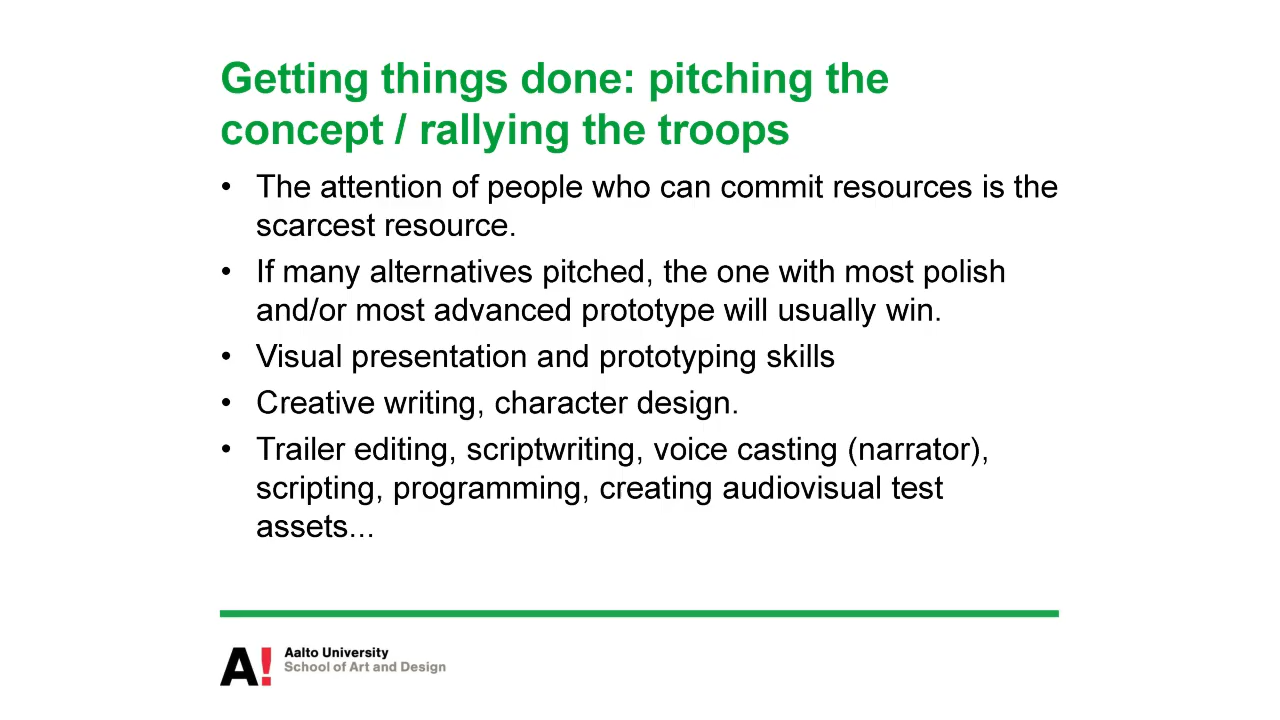 Getting things done: pitching the
concept / rallying the troops
• The attention of people who can commit resources is the
scarcest resource.
• If many alternatives pitched, the one with most polish
and/or most advanced prototype will usually win.
• Visual presentation and prototyping skills
• Creative writing, character design.
• Trailer editing, scriptwriting, voice casting (narrator),
scripting, programming, creating audiovisual test
assets...
A!
Aalto University
School of Art and Design